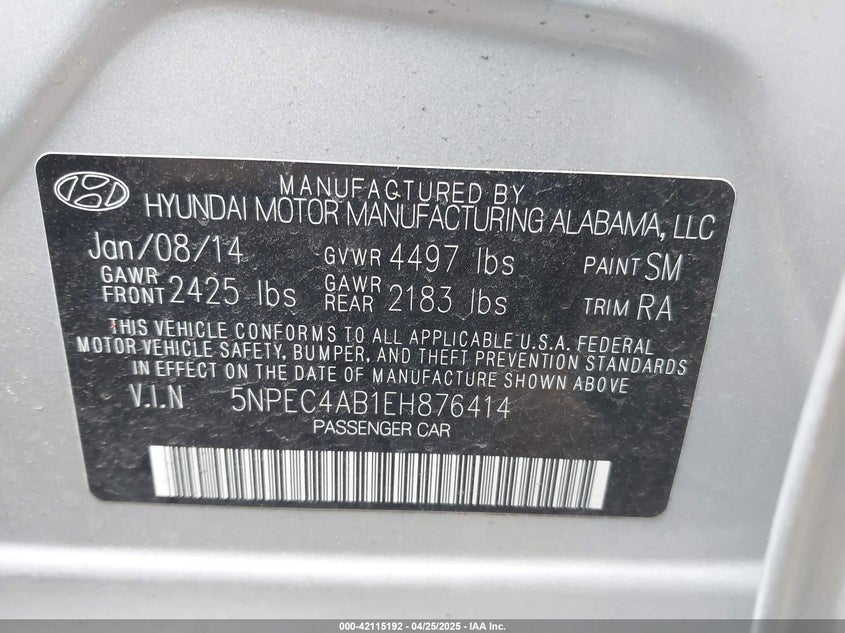 MANUFACTURED BY
HYUNDAI MOTOR MANUFACTURING ALABAMA, LLC
Jan/08/14 GVWR 4497 lbs PAINT SM
GAWR FRONT 2425 lbs GAWR REAR 2183 lbs TRIM RA
THIS VEHICLE CONFORMS TO ALL APPLICABLE U.S.A. FEDERAL
MOTOR VEHICLE SAFETY, BUMPER, AND THEFT PREVENTION STANDARDS
IN EFFECT ON THE DATE OF MANUFACTURE SHOWN ABOVE
V.I.N 5NPEC4AB1EH876414
PASSENGER CAR
000-42115192 - 04/25/2025 - IAA Inc.